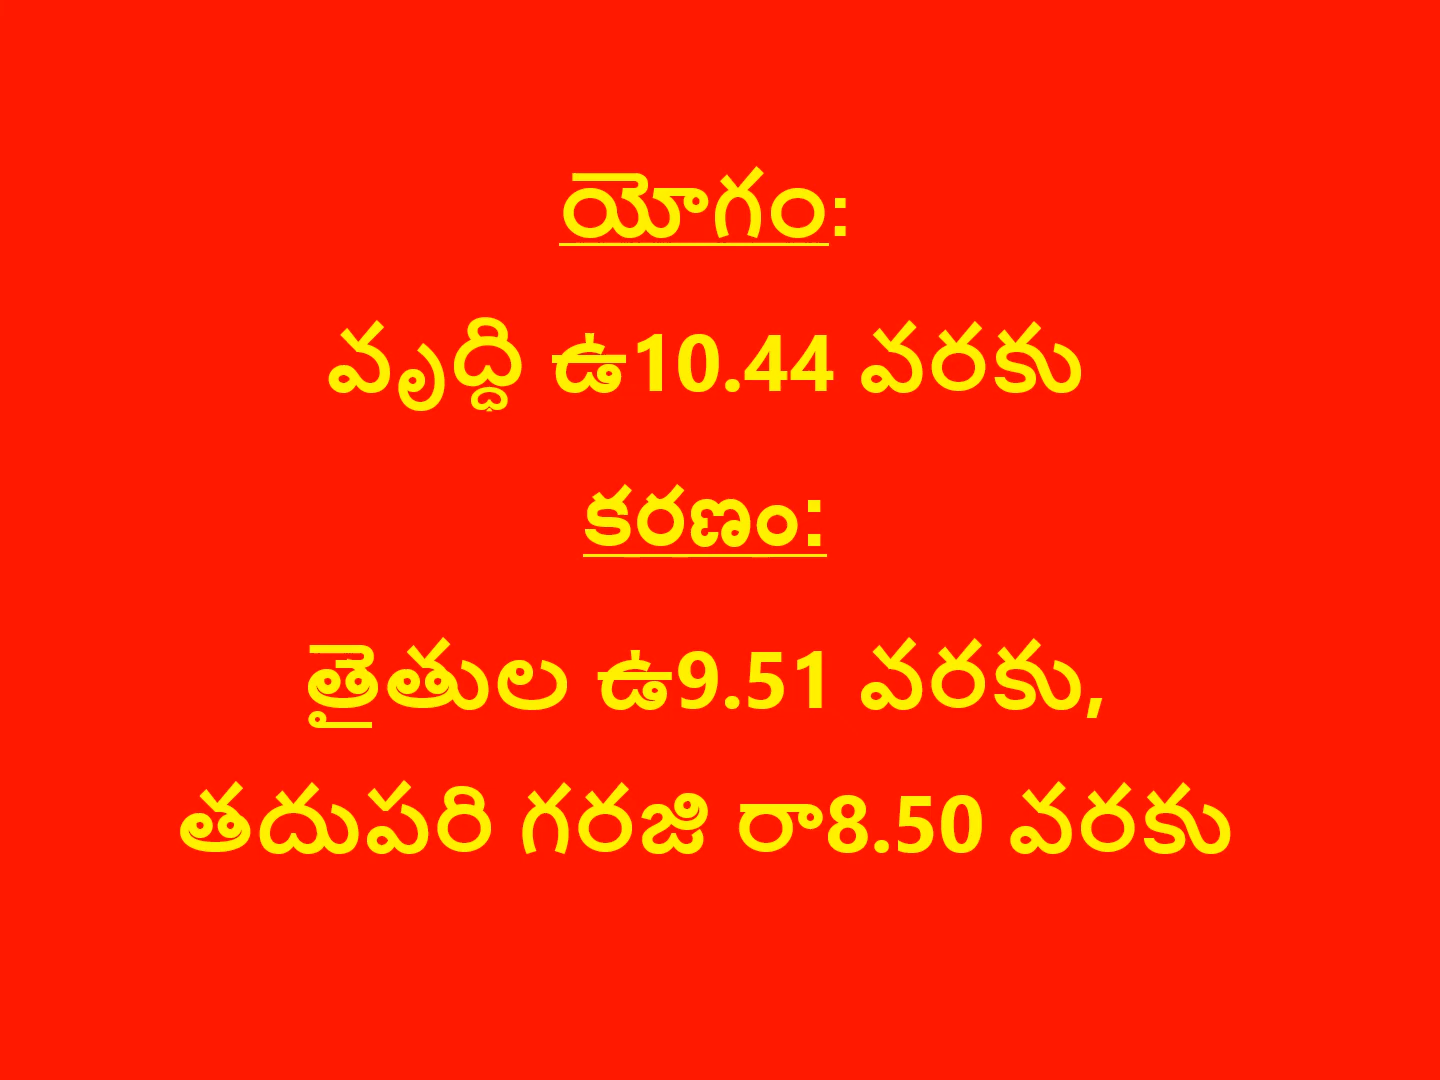 యోగం:
వృద్ధి ఉ10.44 వరకు
కరణం:
తైతుల ఉ9.51 వరకు,
తదుపరి గరజి రా8.50 వరకు